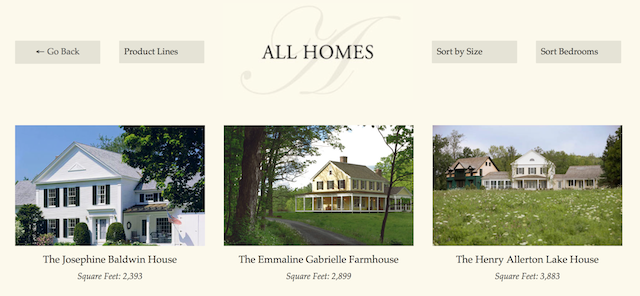 ← Go Back
Product Lines
ALL HOMES
Sort by Size
Sort Bedrooms
The Josephine Baldwin House
Square Feet: 2,393
The Emmaline Gabrielle Farmhouse
Square Feet: 2,899
The Henry Allerton Lake House
Square Feet: 3,883